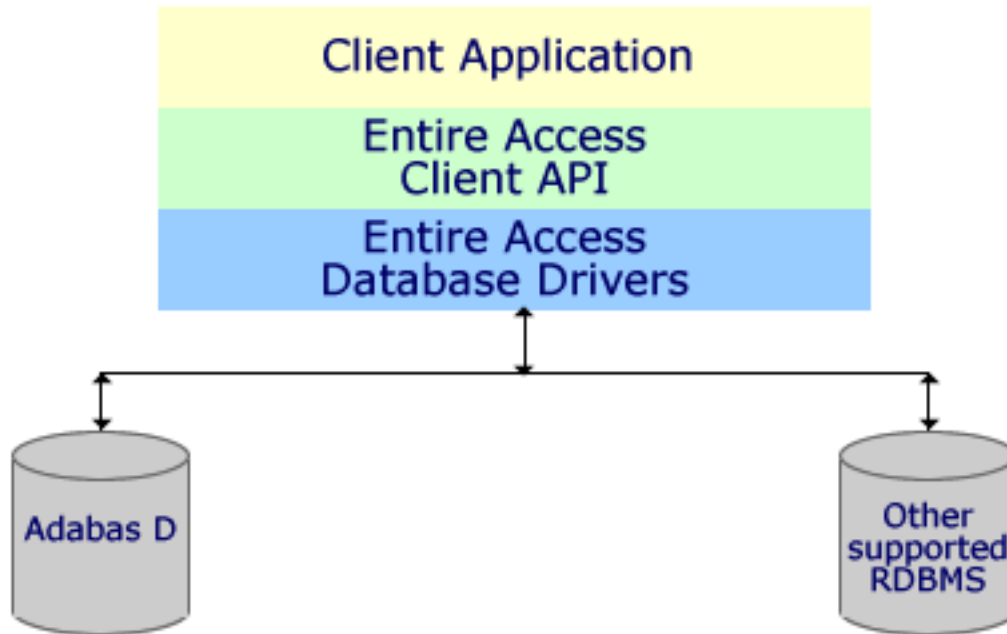 Client Application
Entire Access
Client API
Entire Access
Database Drivers
Adabas D
Other
supported
RDBMS